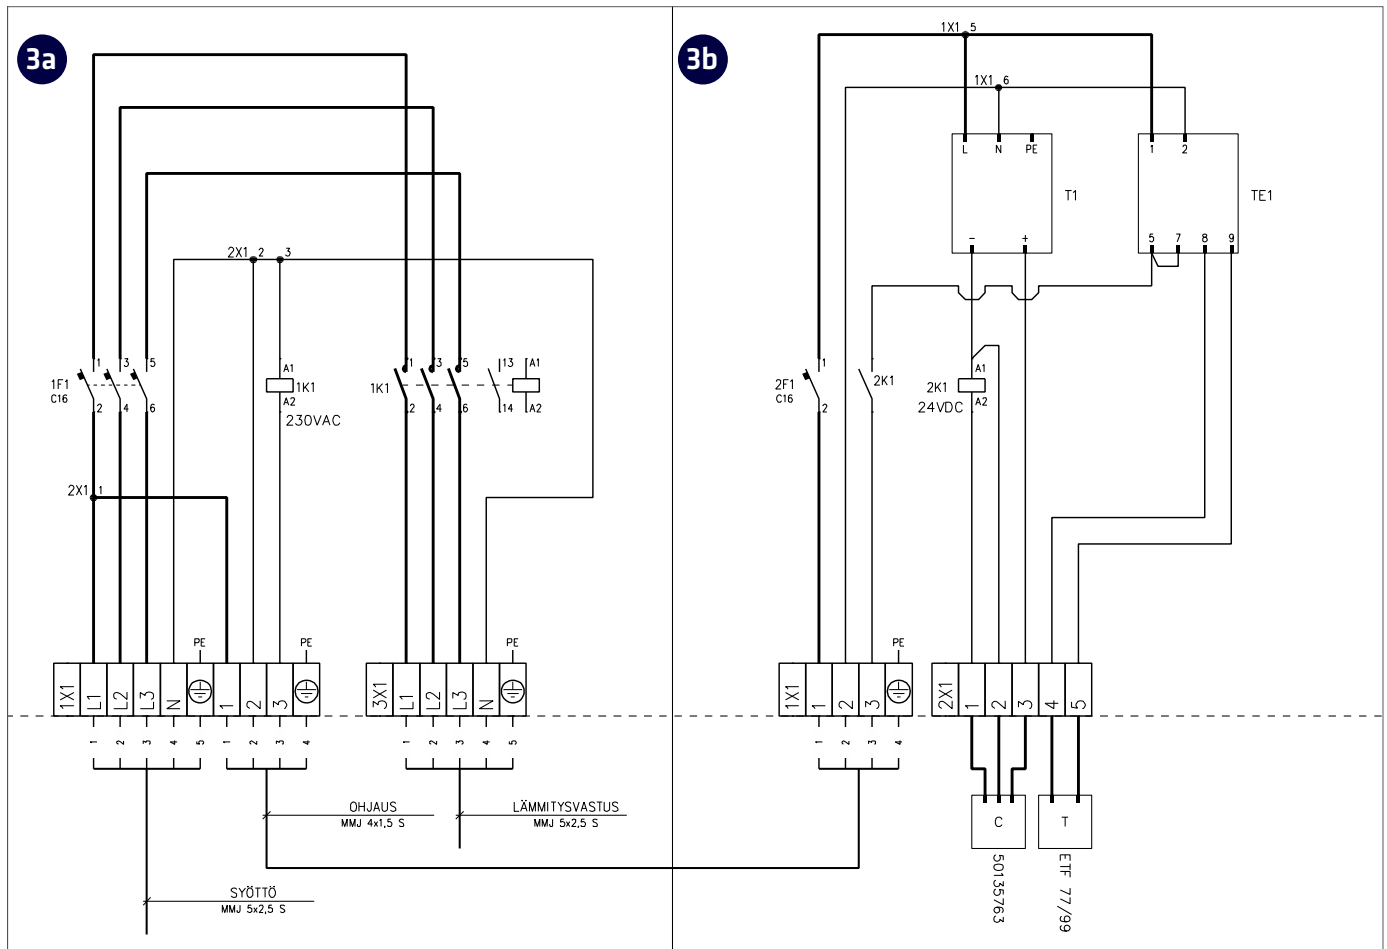 3a
2X1 2 3
1 3 5
1F1
C16
2 4 6
A1
1K1
A2
230VAC
1K1
1 3 5 13 A1
2 4 6 14 A2
2X1 1
PE
PE
PE
1X1 L1 L2 L3 N 1 2 3
3X1 L1 L2 L3 N
1 2 3 4 5 1 2 3 4
1 2 3 4 5
OHJAUS
MMJ 4x1,5 S
LÄMMITYSVASTUS
MMJ 5x2,5 S
SYÖTTÖ
MMJ 5x2,5 S
3b
1X1 5
1X1 6
L N PE
T1
- +
1 2
TE1
5 7 8 9
1
2F1
C16
2
2K1
A1
2K1
A2
24VDC
PE
1X1 1 2 3
2X1 1 2 3 4 5
1 2 3 4
C
T
50135763
ETF 77/99